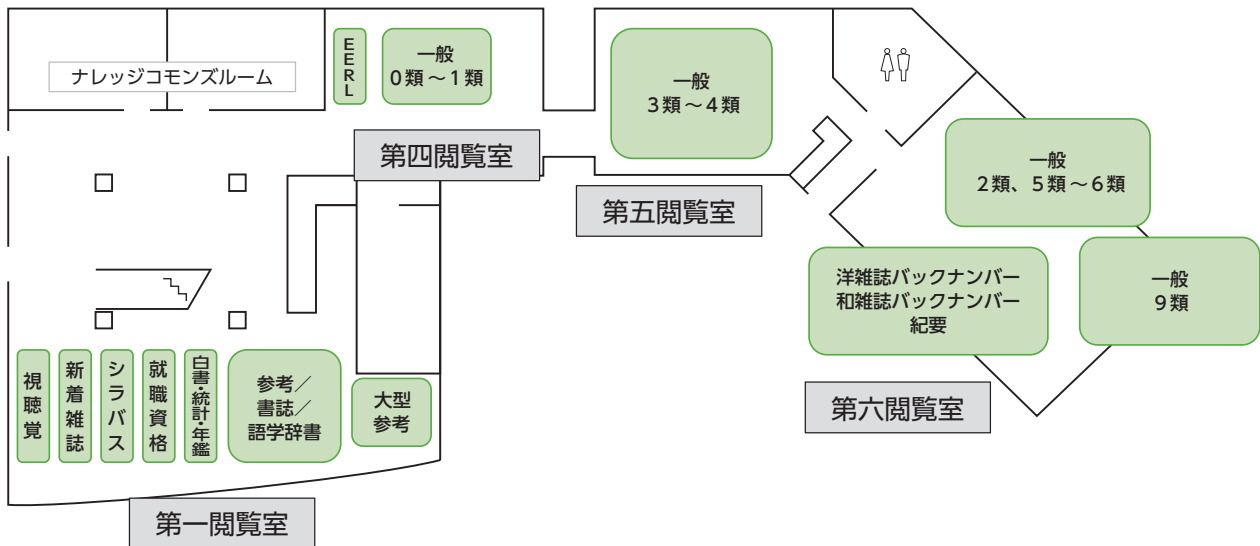 ナレッジコモンズルーム
EERL
一般
0類～1類
一般
3類～4類
第四閲覧室
第五閲覧室
一般
2類、5類～6類
一般
9類
洋雑誌バックナンバー
和雑誌バックナンバー
紀要
第六閲覧室
視聴覚
新着雑誌
シラバス
就職資格
白書・統計・年鑑
参考／
書誌／
語学辞書
大型
参考
第一閲覧室